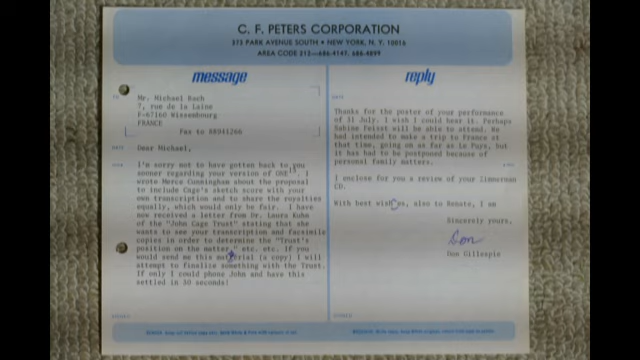 C. F. PETERS CORPORATION
373 PARK AVENUE SOUTH • NEW YORK, N. Y. 10016
AREA CODE 212—686-4147, 686-4899
message
TO
Mr. Michael Bach
7, rue de la Laine
F-67160 Wissembourg
FRANCE
Fax to 88941266
DATE
Dear Michael,
I'm sorry not to have gotten back to you
sooner regarding your version of ONE13. I
wrote Merce Cunningham about the proposal
to include Cage's sketch score with your
own transcription and to share the royalties
equally, which would only be fair. I have
now received a letter from Dr. Laura Kuhn
of the "John Cage Trust" stating that she
wants to see your transcription and facsimile
copies in order to determine the "Trust's
position on the matter," etc. etc. If you
would send me this material (a copy) I will
attempt to finalize something with the Trust.
If only I could phone John and have this
settled in 30 seconds!
SIGNED
reply
DATE
Thanks for the poster of your performance
of 31 July. I wish I could hear it. Perhaps
Sabine Feisst will be able to attend. We
had intended to make a trip to France at
that time, going on as far as Puys, but
it has had to be postponed because of
personal family matters.
I enclose for you a review of your Zimmerman
CD.
With best wishes, also to Renate, I am
Sincerely yours,
Don
Don Gillespie
SIGNED